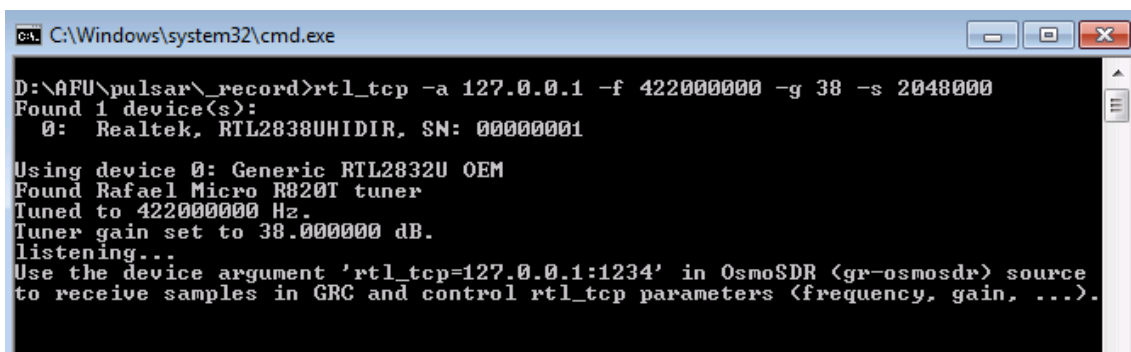 C:\Windows\system32\cmd.exe
D:\AFU\pulsar\_record>rtl_tcp -a 127.0.0.1 -f 422000000 -g 38 -s 2048000
Found 1 device(s):
  0:  Realtek, RTL2838UHIDIR, SN: 00000001

Using device 0: Generic RTL2832U OEM
Found Rafael Micro R820T tuner
Tuned to 422000000 Hz.
Tuner gain set to 38.000000 dB.
listening...
Use the device argument 'rtl_tcp=127.0.0.1:1234' in OsmoSDR (gr-osmosdr) source
to receive samples in GRC and control rtl_tcp parameters (frequency, gain, ...).